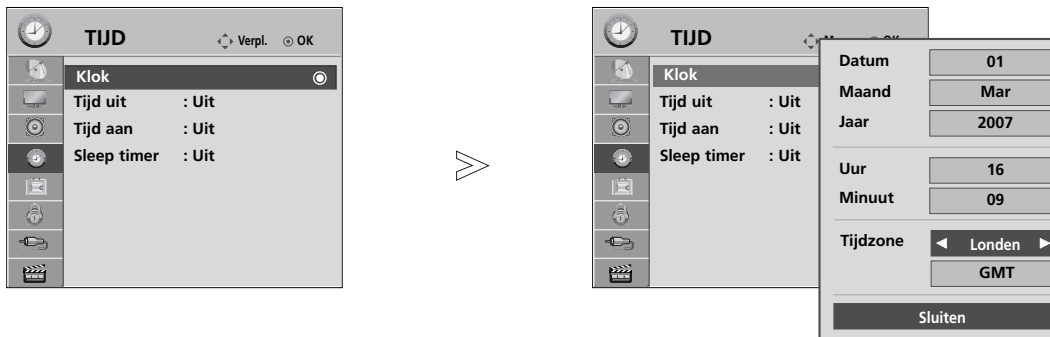 TIJD Verpl. OK
Klok
Tijd uit : Uit
Tijd aan : Uit
Sleep timer : Uit
TIJD
Klok
Tijd uit : Uit
Tijd aan : Uit
Sleep timer : Uit
Datum 01
Maand Mar
Jaar 2007
Uur 16
Minuut 09
Tijdzone Londen
GMT
Sluiten